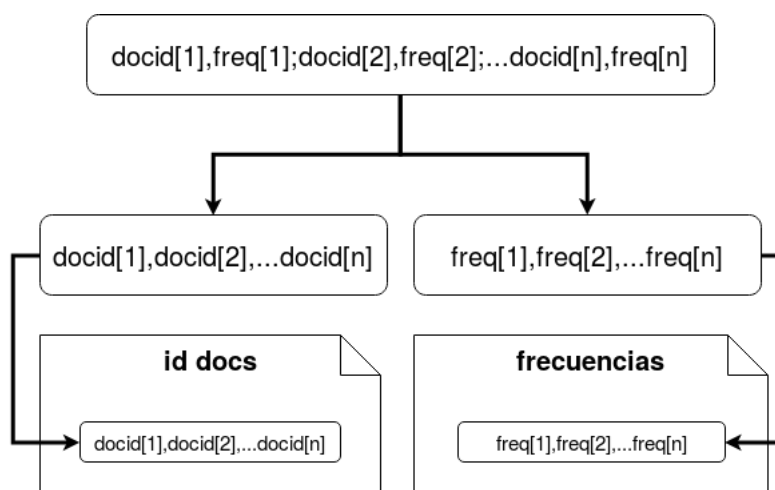 docid[1],freq[1];docid[2],freq[2];...docid[n],freq[n]
docid[1],docid[2],...docid[n]
freq[1],freq[2],...freq[n]
id docs
frecuencias
docid[1],docid[2],...docid[n]
freq[1],freq[2],...freq[n]